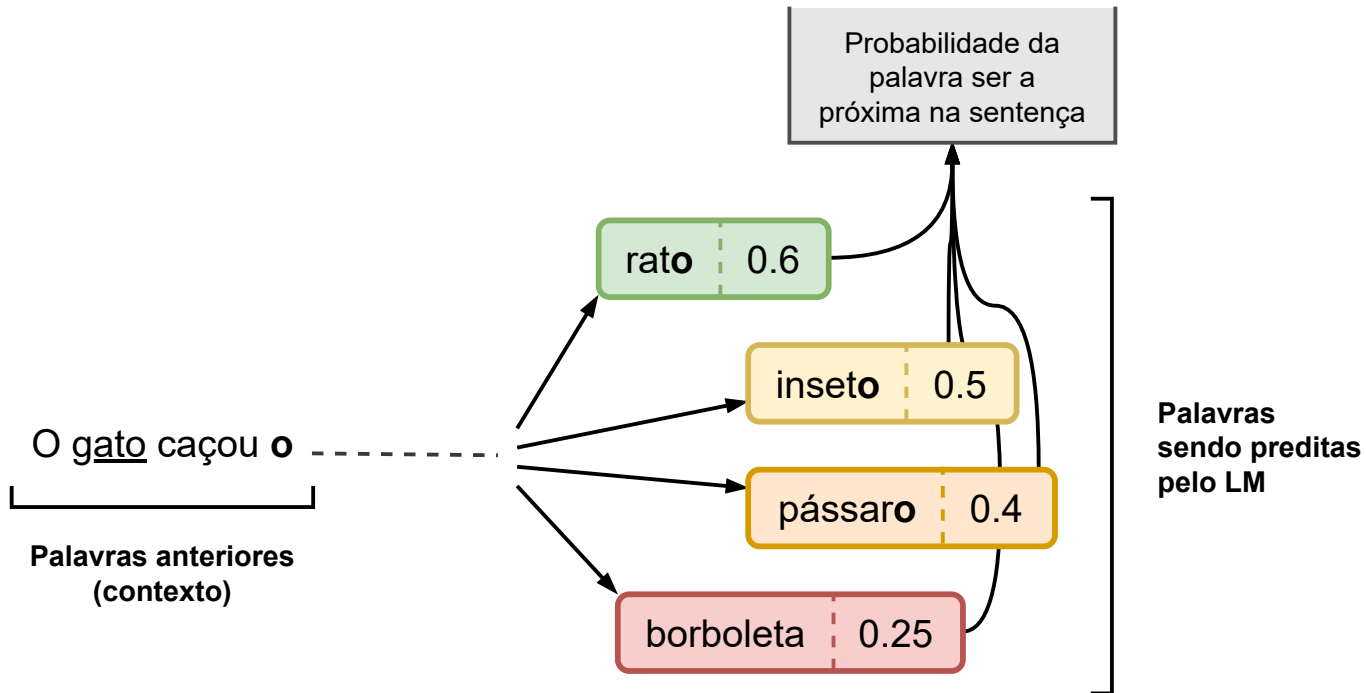 Probabilidade da
palavra ser a
próxima na sentença
rato 0.6
inseto 0.5
O gato caçou o
pássaro 0.4
borboleta 0.25
Palavras anteriores
(contexto)
Palavras
sendo preditas
pelo LM